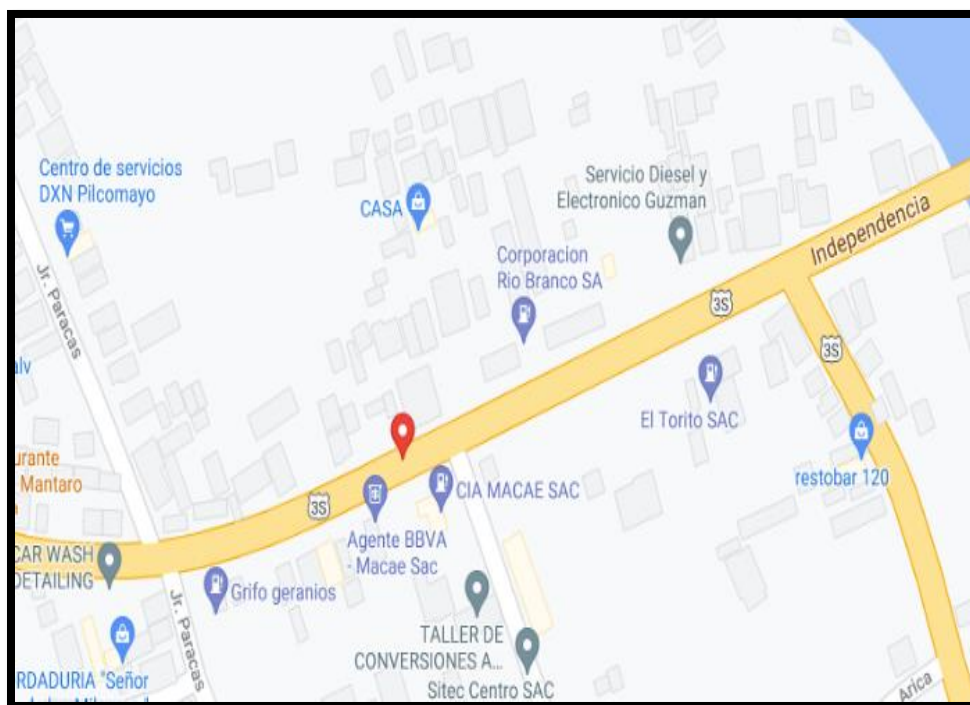 Centro de servicios
DXN Pilcomayo
Servicio Diesel y
Electronico Guzman
CASA
Independencia
Corporacion
Rio Branco SA
Jr. Paracas
3S
3S
alv
El Torito SAC
urante
Mantaro
restobar 120
CIA MACAE SAC
3S
Agente BBVA
- Macae Sac
CAR WASH
DETAILING
Grifo geranios
Jr. Paracas
TALLER DE
CONVERSIONES A...
Sitec Centro SAC
RDADURIA "Señor
Arica